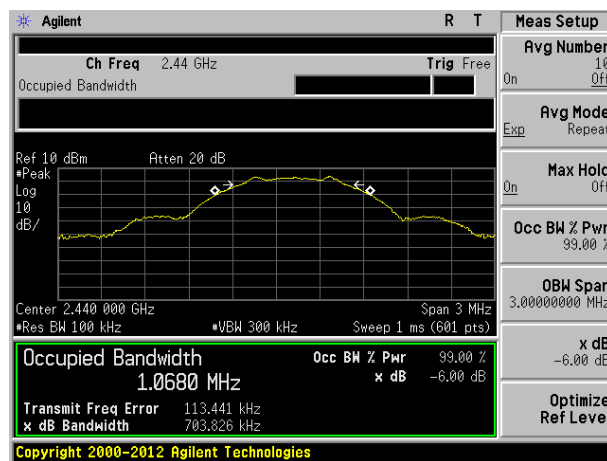 Agilent R T Meas Setup
Avg Number
10
On Off
Ch Freq 2.44 GHz Trig Free
Occupied Bandwidth
Avg Mode
Exp Repeat
Ref 10 dBm Atten 20 dB
#Peak
Log
10
dB/
Max Hold
On Off
Occ BW % Pwr
99.00 %
OBW Span
3.00000000 MHz
Center 2.440 000 GHz Span 3 MHz
#Res BW 100 kHz #VBW 300 kHz Sweep 1 ms (601 pts)
Occupied Bandwidth Occ BW % Pwr 99.00 %
1.0680 MHz x dB -6.00 dB
x dB
-6.00 dB
Transmit Freq Error 113.441 kHz
x dB Bandwidth 703.826 kHz
Optimize
Ref Level
Copyright 2000-2012 Agilent Technologies